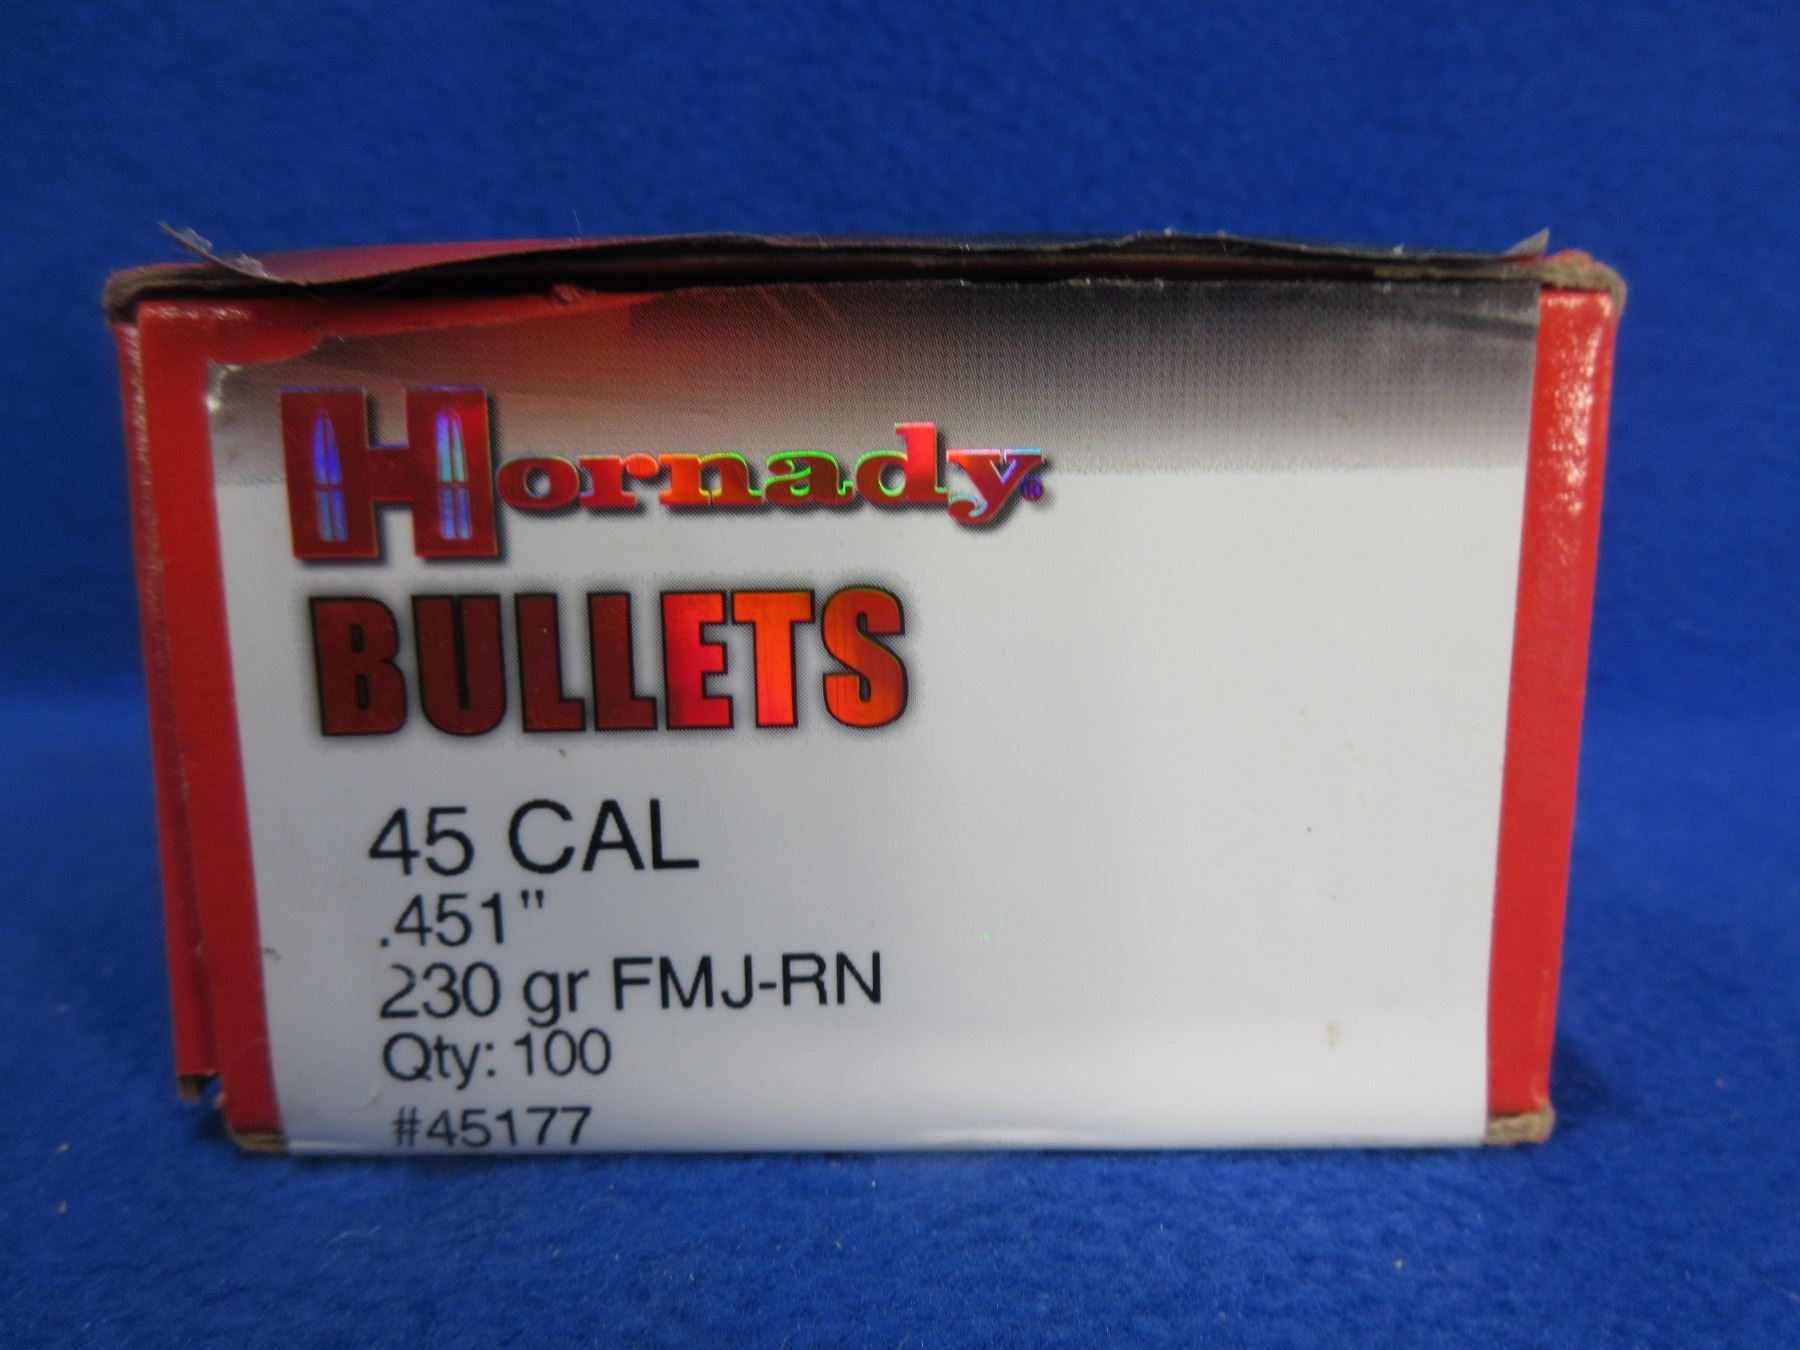 Hornady®
BULLETS
45 CAL
.451"
230 gr FMJ-RN
Qty: 100
#45177